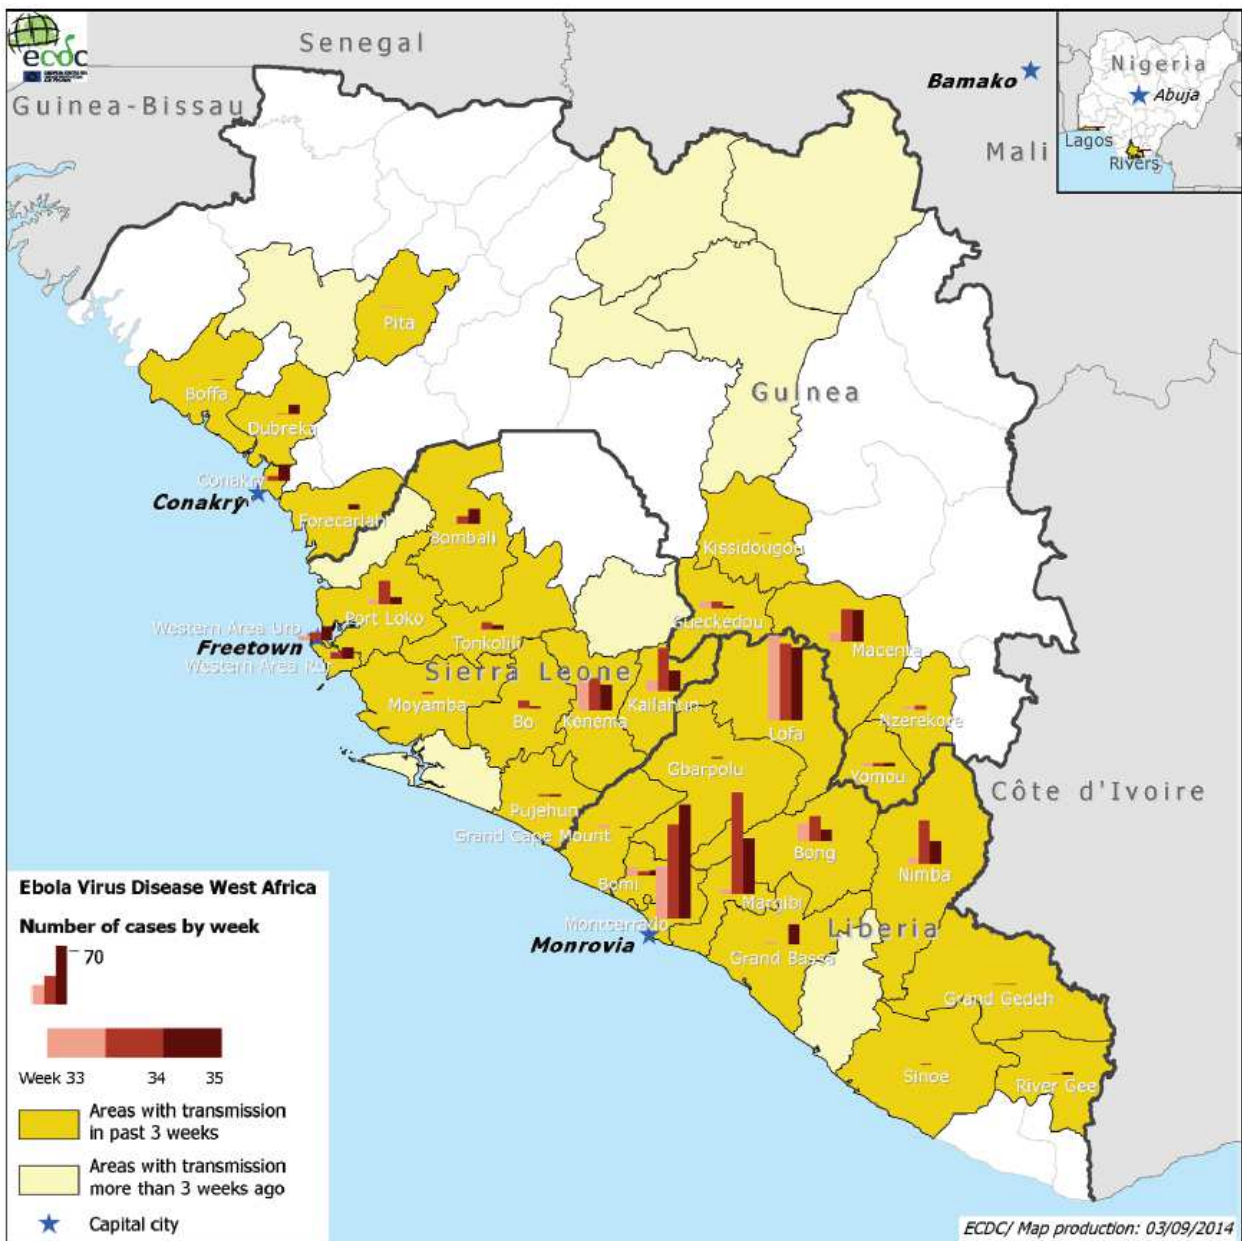 ecdc
Senegal
Guinea-Bissau
Bamako
Mali
Nigeria
Abuja
Lagos
Rivers
Pita
Boffa
Dubreka
Guinea
Conakry
Conakry
Forecariah
Bombali
Kissidougou
Port Loko
Gueckedou
Western Area Urb
Freetown
Western Area Rur
Tonkolili
Macenta
Sierra Leone
Moyamba
Bo
Kenema
Kailahun
Lofa
Nzerekore
Gbarpolu
Yomou
Côte d'Ivoire
Pujehun
Grand Cape Mount
Bong
Nimba
Bomi
Margibi
Montserrado
Monrovia
Liberia
Grand Bassa
Grand Gedeh
Sinoe
River Gee
Ebola Virus Disease West Africa
Number of cases by week
70
Week 33 34 35
Areas with transmission
in past 3 weeks
Areas with transmission
more than 3 weeks ago
Capital city
ECDC/ Map production: 03/09/2014